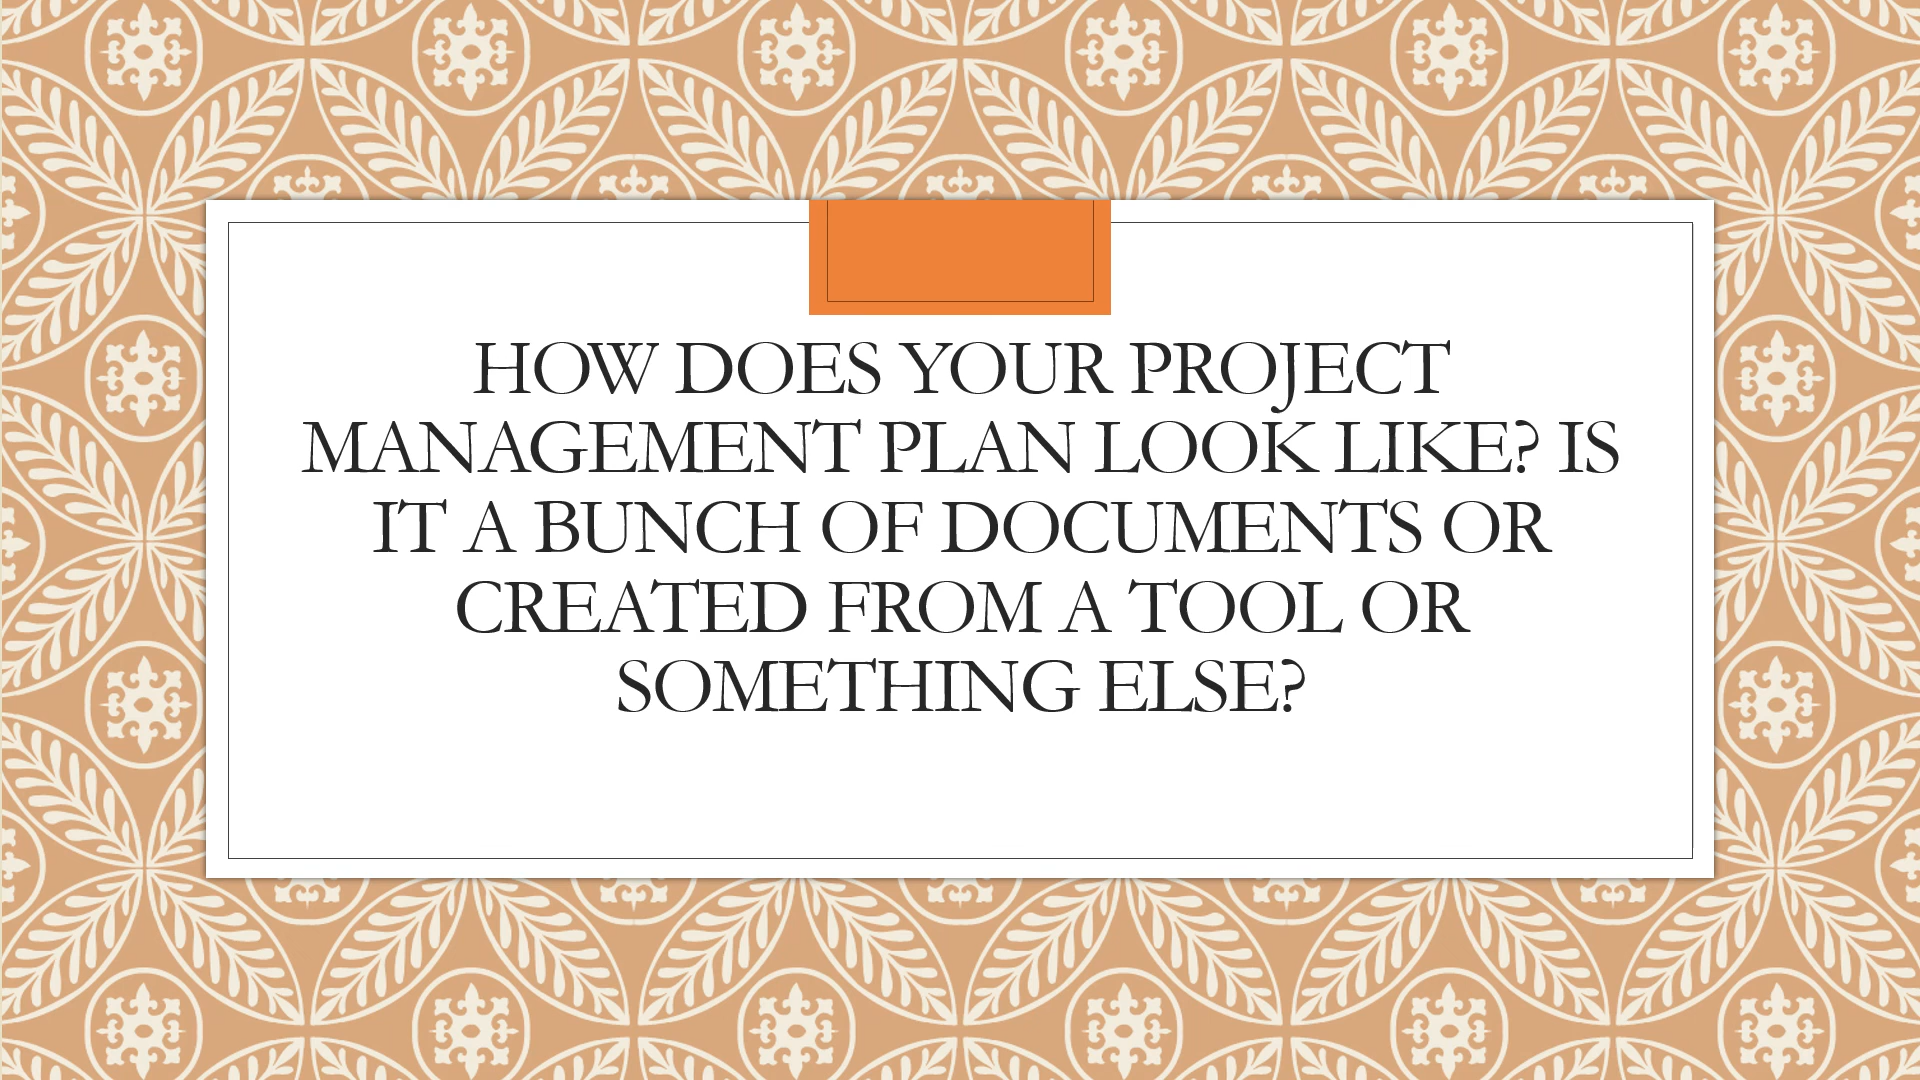 HOW DOES YOUR PROJECT
MANAGEMENT PLAN LOOK LIKE? IS
IT A BUNCH OF DOCUMENTS OR
CREATED FROM A TOOL OR
SOMETHING ELSE?